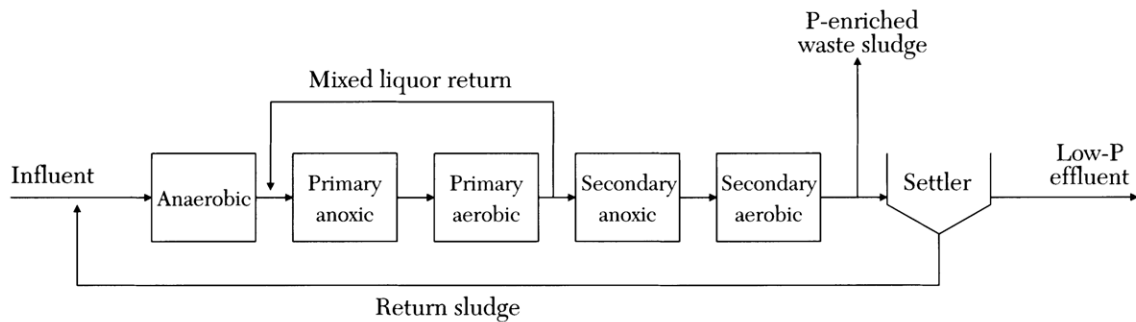 P-enriched
waste sludge
Mixed liquor return
Influent
Anaerobic
Primary
anoxic
Primary
aerobic
Secondary
anoxic
Secondary
aerobic
Settler
Low-P
effluent
Return sludge